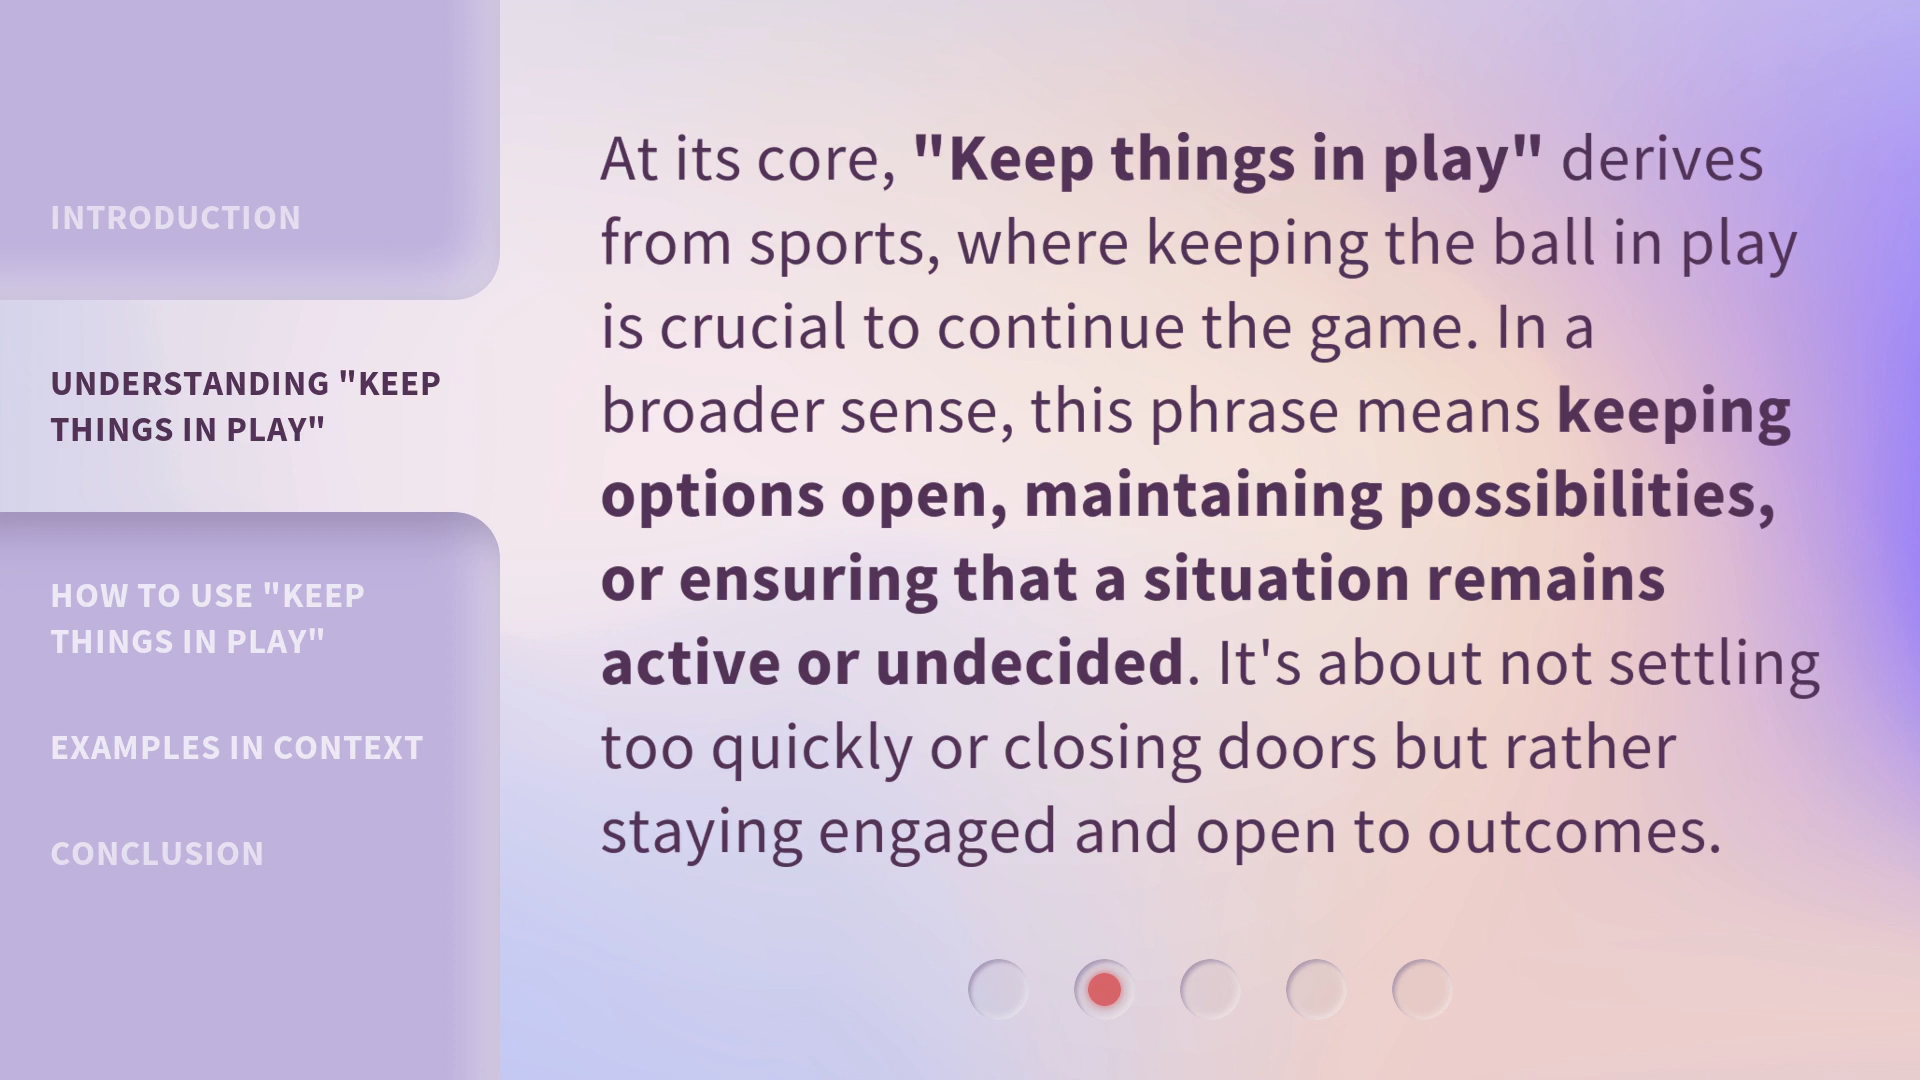 INTRODUCTION
UNDERSTANDING "KEEP
THINGS IN PLAY"
HOW TO USE "KEEP
THINGS IN PLAY"
EXAMPLES IN CONTEXT
CONCLUSION
At its core, "Keep things in play" derives
from sports, where keeping the ball in play
is crucial to continue the game. In a
broader sense, this phrase means keeping
options open, maintaining possibilities,
or ensuring that a situation remains
active or undecided. It's about not settling
too quickly or closing doors but rather
staying engaged and open to outcomes.